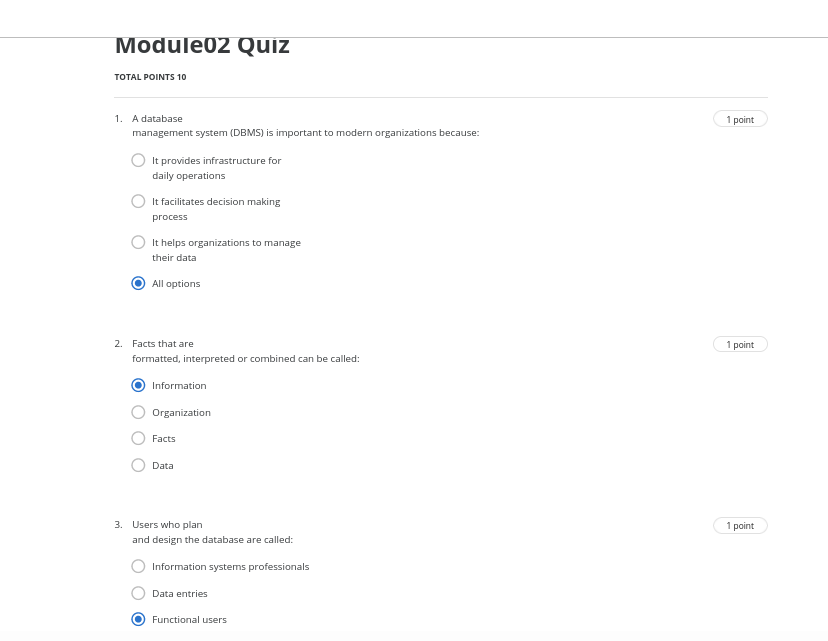 Module02 Quiz
TOTAL POINTS 10
1. A database
management system (DBMS) is important to modern organizations because:
1 point
It provides infrastructure for
daily operations
It facilitates decision making
process
It helps organizations to manage
their data
All options
2. Facts that are
formatted, interpreted or combined can be called:
1 point
Information
Organization
Facts
Data
3. Users who plan
and design the database are called:
1 point
Information systems professionals
Data entries
Functional users